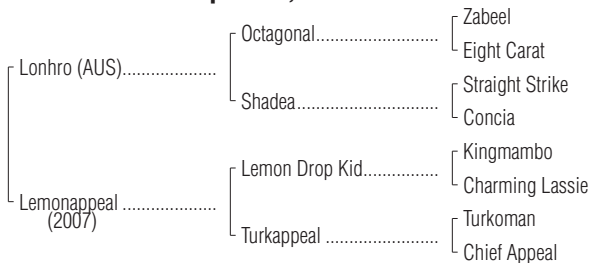 Zabeel
Octagonal
Eight Carat
Lonhro (AUS)
Straight Strike
Shadea
Concia
Kingmambo
Lemon Drop Kid
Charming Lassie
Lemonappeal
(2007)
Turkoman
Turkappeal
Chief Appeal